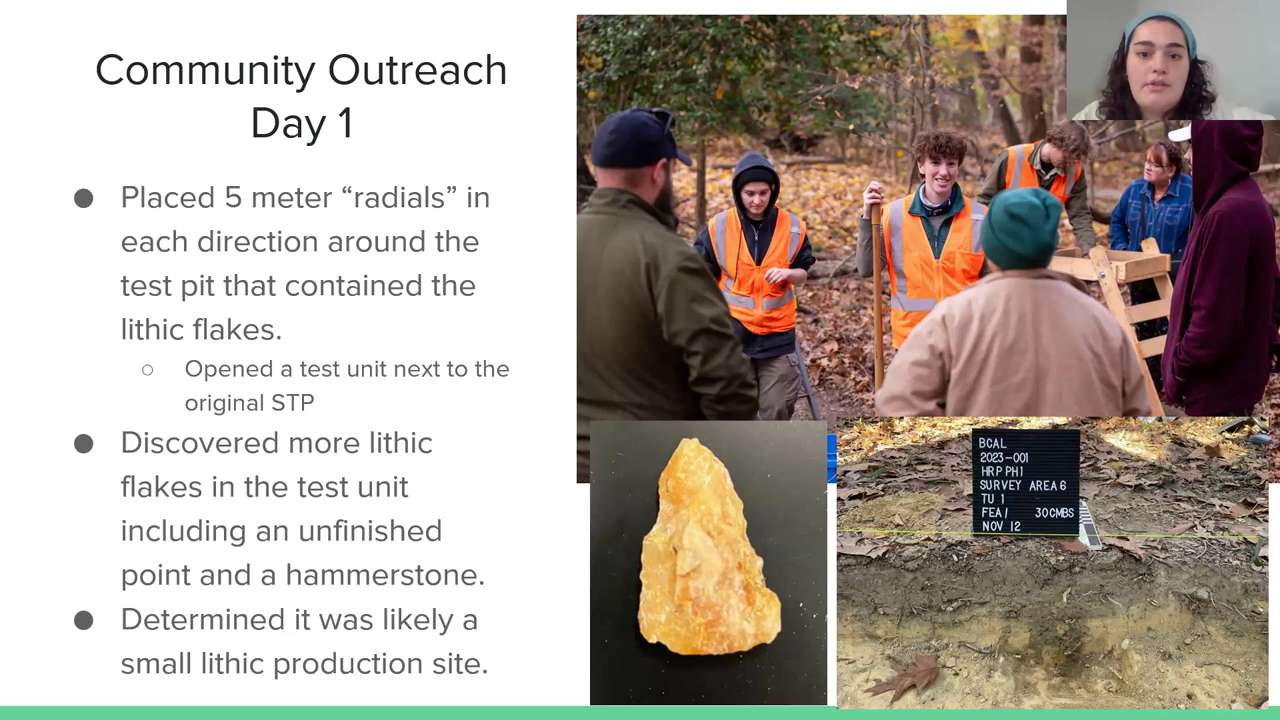 Community Outreach
Day 1
● Placed 5 meter “radials” in
each direction around the
test pit that contained the
lithic flakes.
○ Opened a test unit next to the
original STP
● Discovered more lithic
flakes in the test unit
including an unfinished
point and a hammerstone.
● Determined it was likely a
small lithic production site.
BCAL
2023-001
HRP PH1
SURVEY AREA 6
TU 1
FEA 1 30CMBS
NOV 12